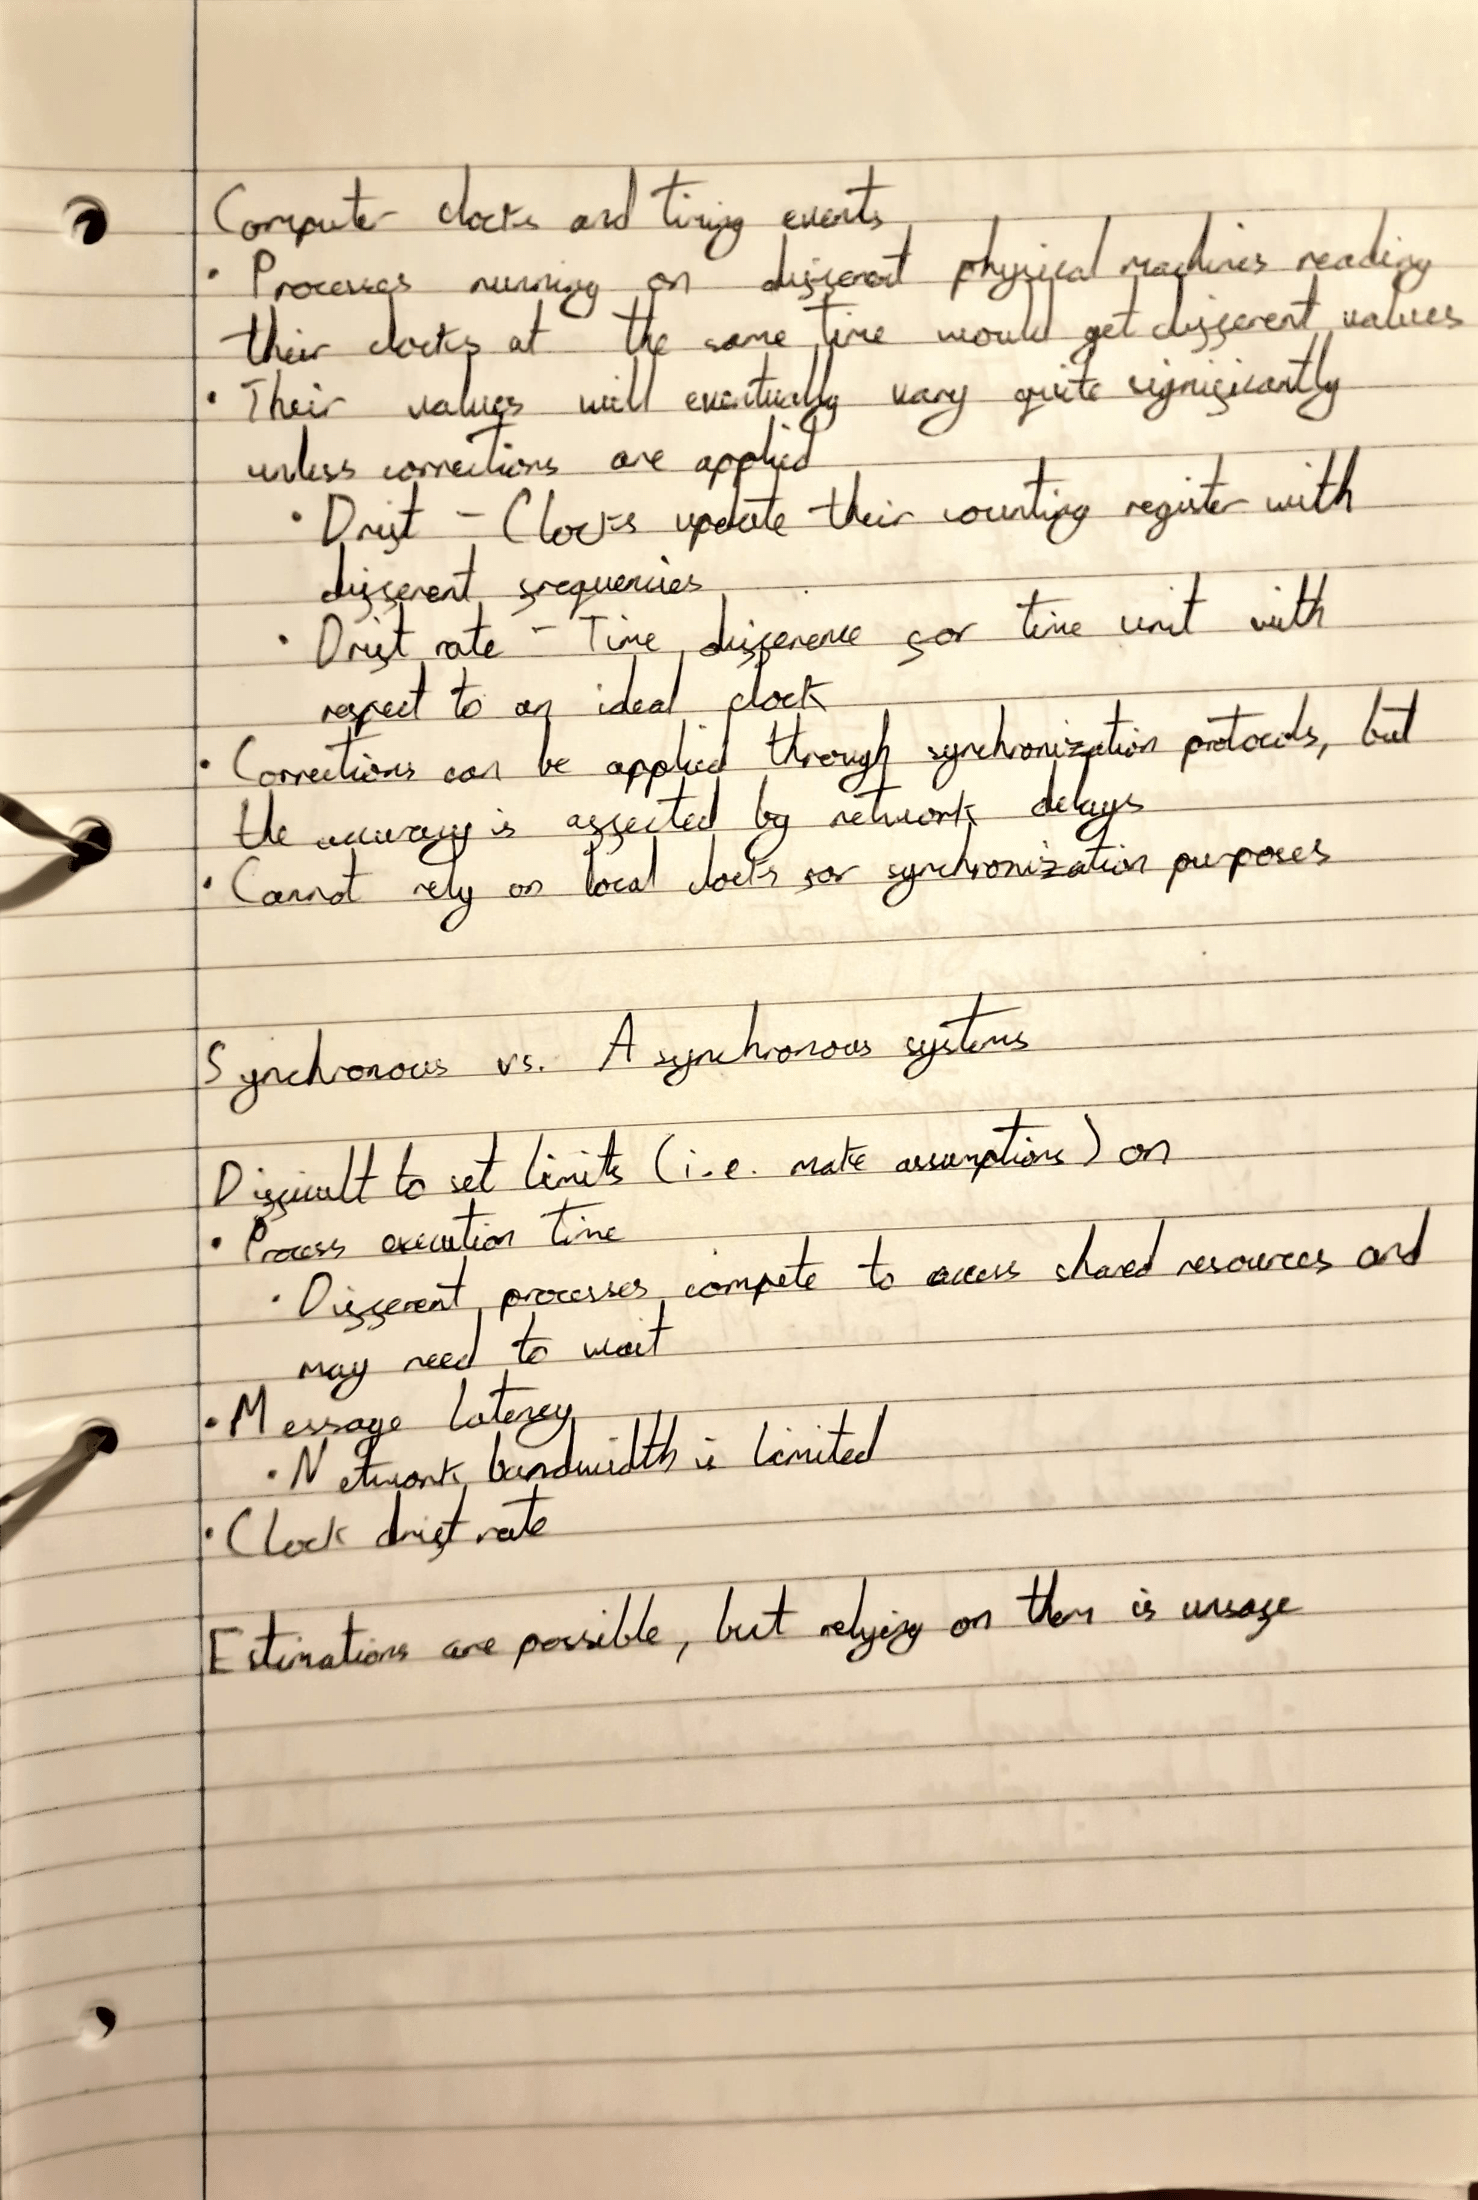 Computer clocks and timing events
• Processes running on different physical machines reading
their clocks at the same time would get different values
• Their values will eventually vary quite significantly
unless corrections are applied
• Drift - Clocks update their counting register with
different frequencies
• Drift rate - Time difference for time unit with
respect to an ideal clock
• Corrections can be applied through synchronization protocols, but
the accuracy is affected by network delays
• Cannot rely on local clocks for synchronization purposes
Synchronous vs. Asynchronous systems
Difficult to set limits (i.e. make assumptions) on
• Process execution time
• Different processes compete to access shared resources and
may need to wait
• Message latency
• Network bandwidth is limited
• Clock drift rate
Estimations are possible, but relying on them is unsafe